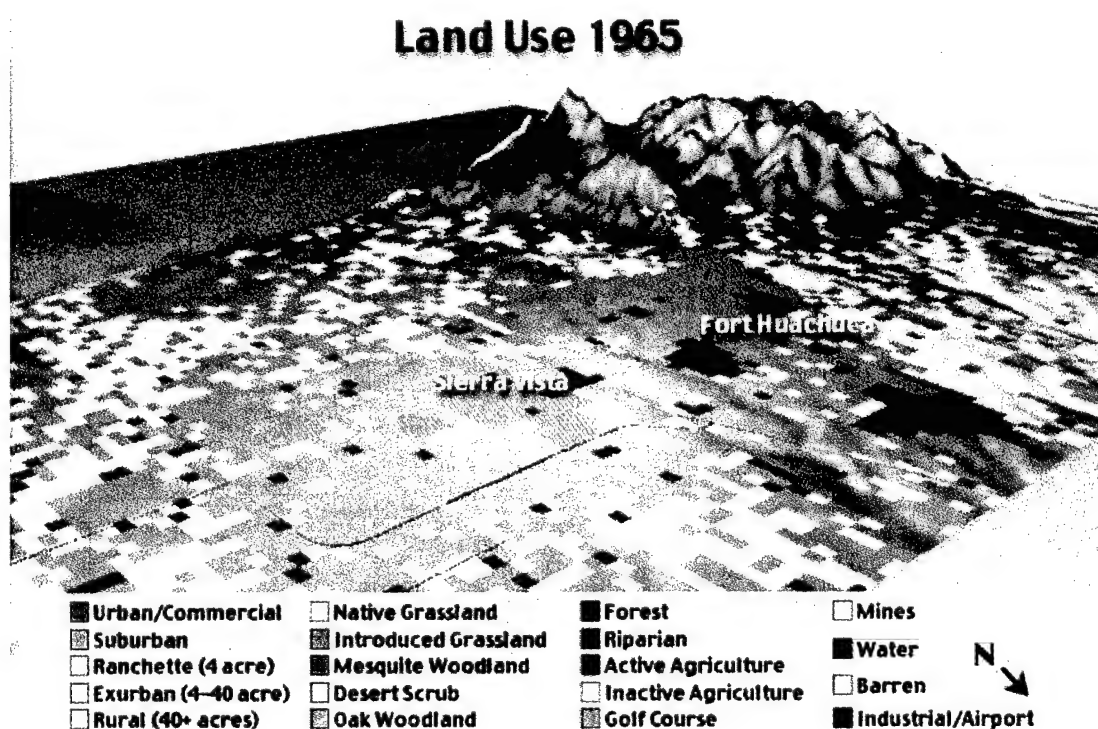 Land Use 1965
Fort Huachuca
Sierra Vista
Urban/Commercial
Suburban
Ranchette (4 acre)
Exurban (4–40 acre)
Rural (40+ acres)
Native Grassland
Introduced Grassland
Mesquite Woodland
Desert Scrub
Oak Woodland
Forest
Riparian
Active Agriculture
Inactive Agriculture
Golf Course
Mines
Water
Barren
Industrial/Airport
N